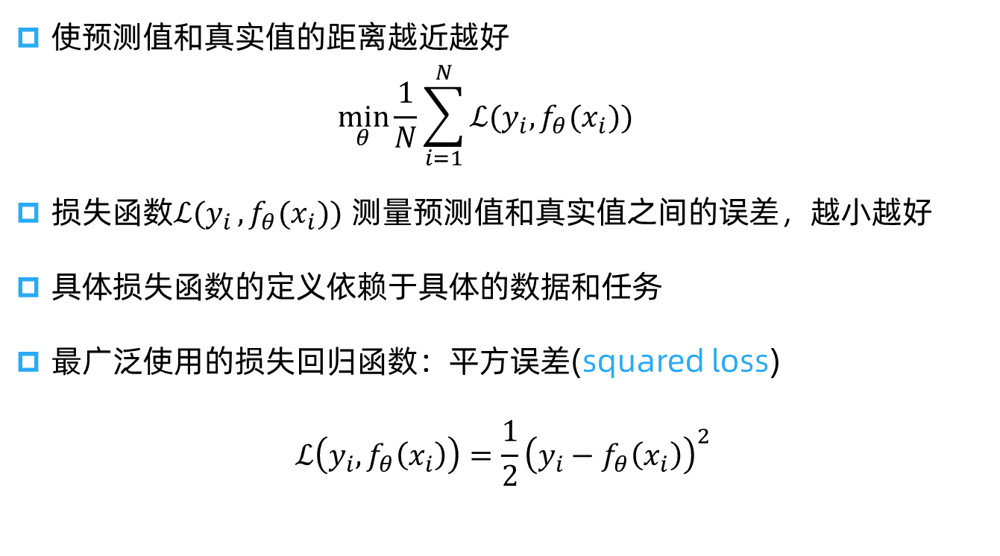 使预测值和真实值的距离越近越好
$\min_{\theta} \frac{1}{N} \sum_{i=1}^{N} \mathcal{L}(y_i, f_\theta(x_i))$
损失函数$\mathcal{L}(y_i, f_\theta(x_i))$ 测量预测值和真实值之间的误差，越小越好
具体损失函数的定义依赖于具体的数据和任务
最广泛使用的损失回归函数：平方误差(squared loss)
$\mathcal{L}(y_i, f_\theta(x_i)) = \frac{1}{2}(y_i - f_\theta(x_i))^2$